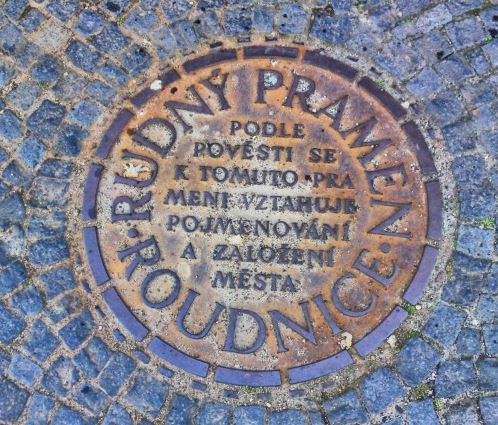 RUDNÝ PRAMEN
PODLE
POVĚSTI SE
K TOMUTO PRA
MENI VZTAHUJE
POJMENOVÁNÍ
A ZALOŽENÍ
MĚSTA
· ROUDNICE ·